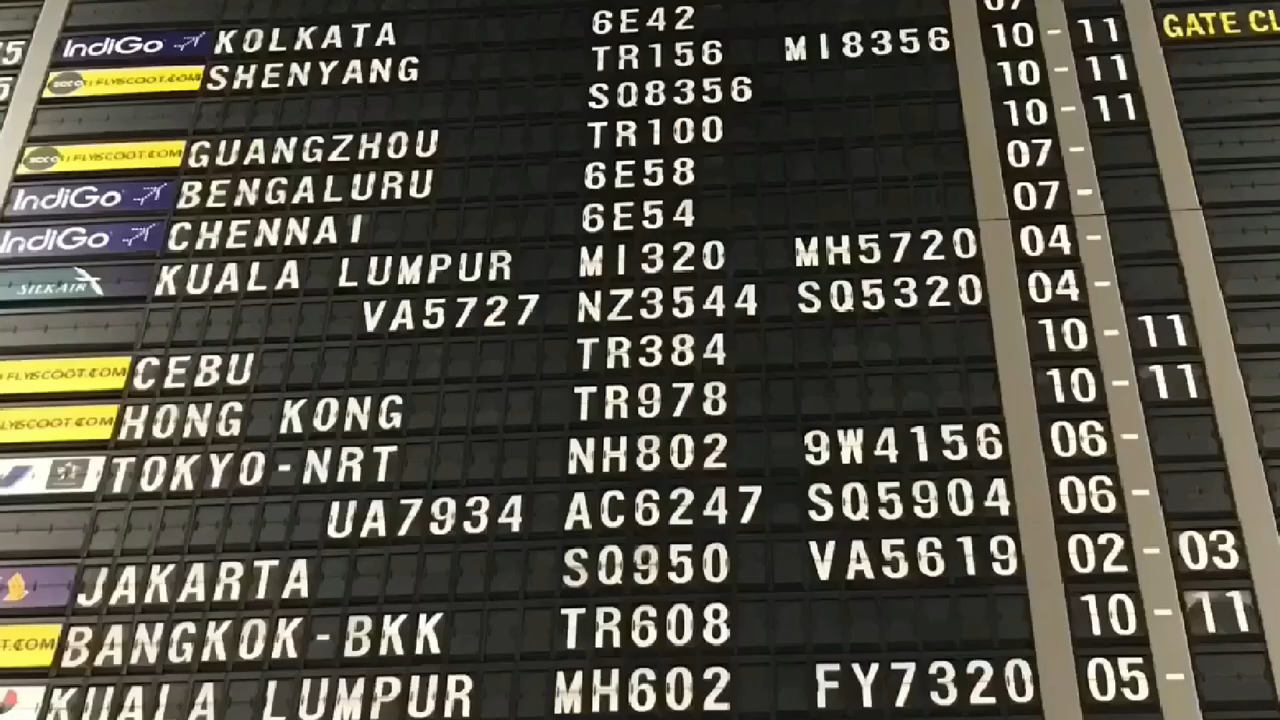 IndiGo KOLKATA 6E42 07
FLYSCOOT.COM SHENYANG TR156 MI8356 10-11 GATE CL
SQ8356 10-11
FLYSCOOT.COM GUANGZHOU TR100 10-11
IndiGo BENGALURU 6E58 07-
IndiGo CHENNAI 6E54 07-
SILKAIR KUALA LUMPUR MI320 MH5720 04-
VA5727 NZ3544 SQ5320 04-
FLYSCOOT.COM CEBU TR384 10-11
LYSCOOT.COM HONG KONG TR978 10-11
TOKYO-NRT NH802 9W4156 06-
UA7934 AC6247 SQ5904 06-
JAKARTA SQ950 VA5619 02-03
T.COM BANGKOK-BKK TR608 10-11
KUALA LUMPUR MH602 FY7320 05-